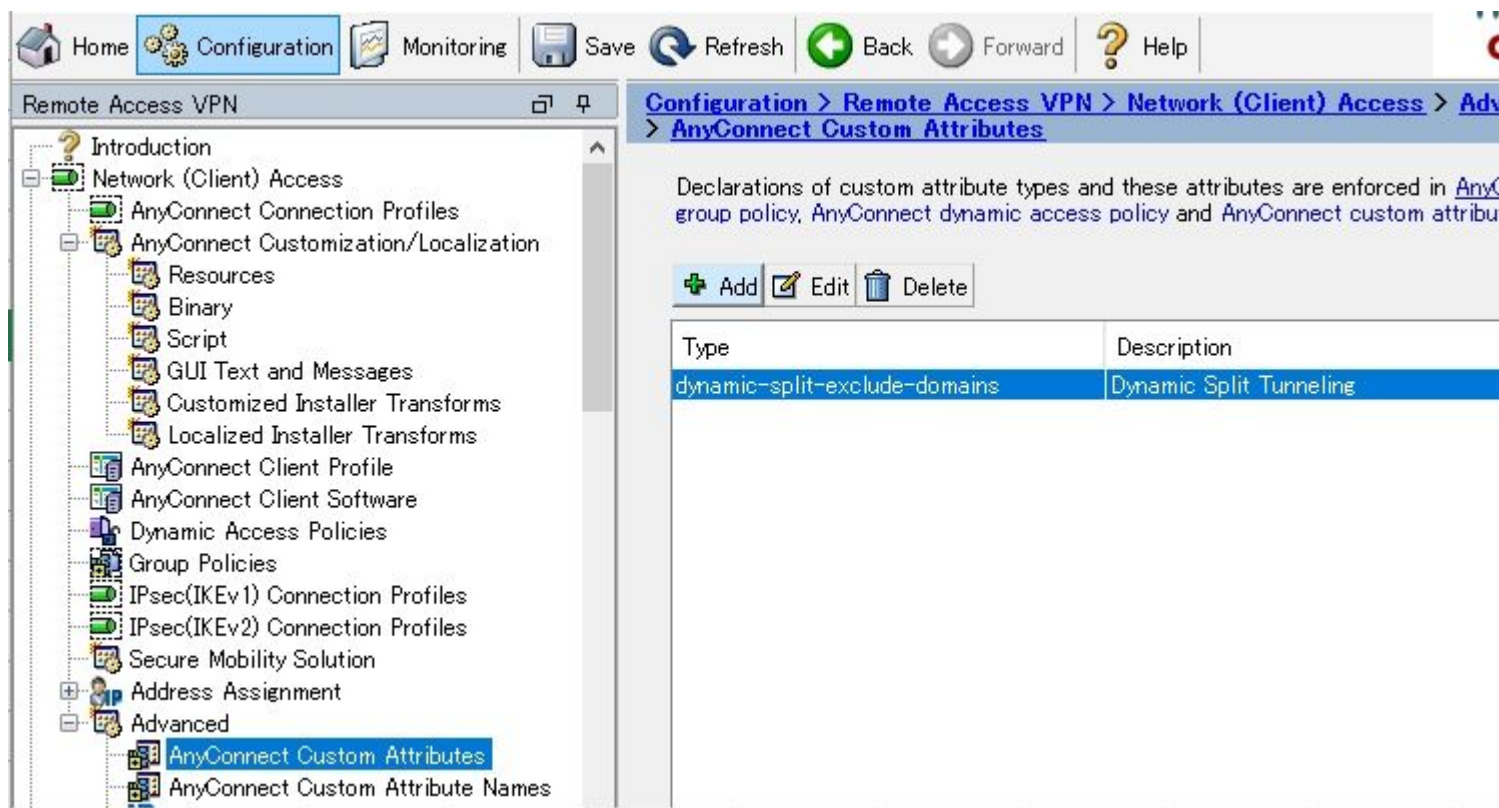 Home Configuration Monitoring Save Refresh Back Forward Help
Remote Access VPN
Introduction
Network (Client) Access
AnyConnect Connection Profiles
AnyConnect Customization/Localization
Resources
Binary
Script
GUI Text and Messages
Customized Installer Transforms
Localized Installer Transforms
AnyConnect Client Profile
AnyConnect Client Software
Dynamic Access Policies
Group Policies
IPsec(IKEv1) Connection Profiles
IPsec(IKEv2) Connection Profiles
Secure Mobility Solution
Address Assignment
Advanced
AnyConnect Custom Attributes
AnyConnect Custom Attribute Names
Configuration > Remote Access VPN > Network (Client) Access > Adv
> AnyConnect Custom Attributes
Declarations of custom attribute types and these attributes are enforced in AnyC
group policy, AnyConnect dynamic access policy and AnyConnect custom attribu
Add Edit Delete
Type Description
dynamic-split-exclude-domains Dynamic Split Tunneling